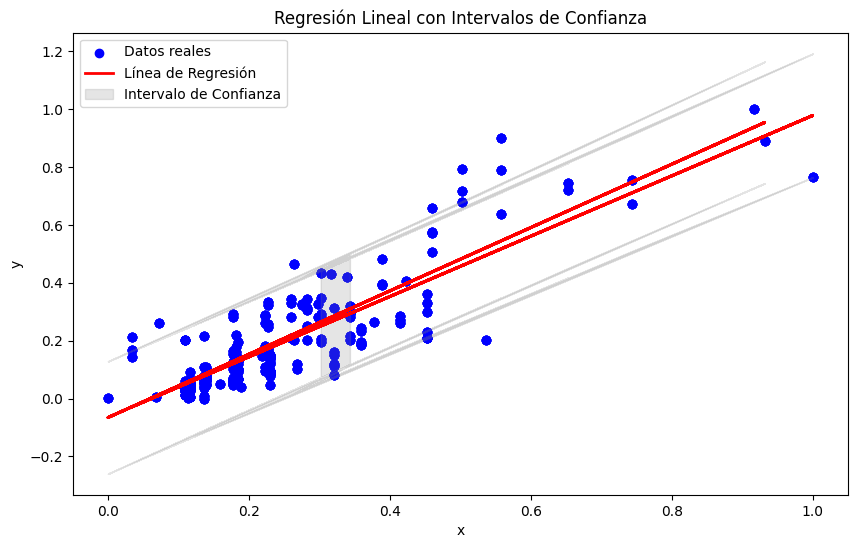 Regresión Lineal con Intervalos de Confianza
Datos reales
Línea de Regresión
Intervalo de Confianza
y
1.2
1.0
0.8
0.6
0.4
0.2
0.0
−0.2
0.0 0.2 0.4 0.6 0.8 1.0
x